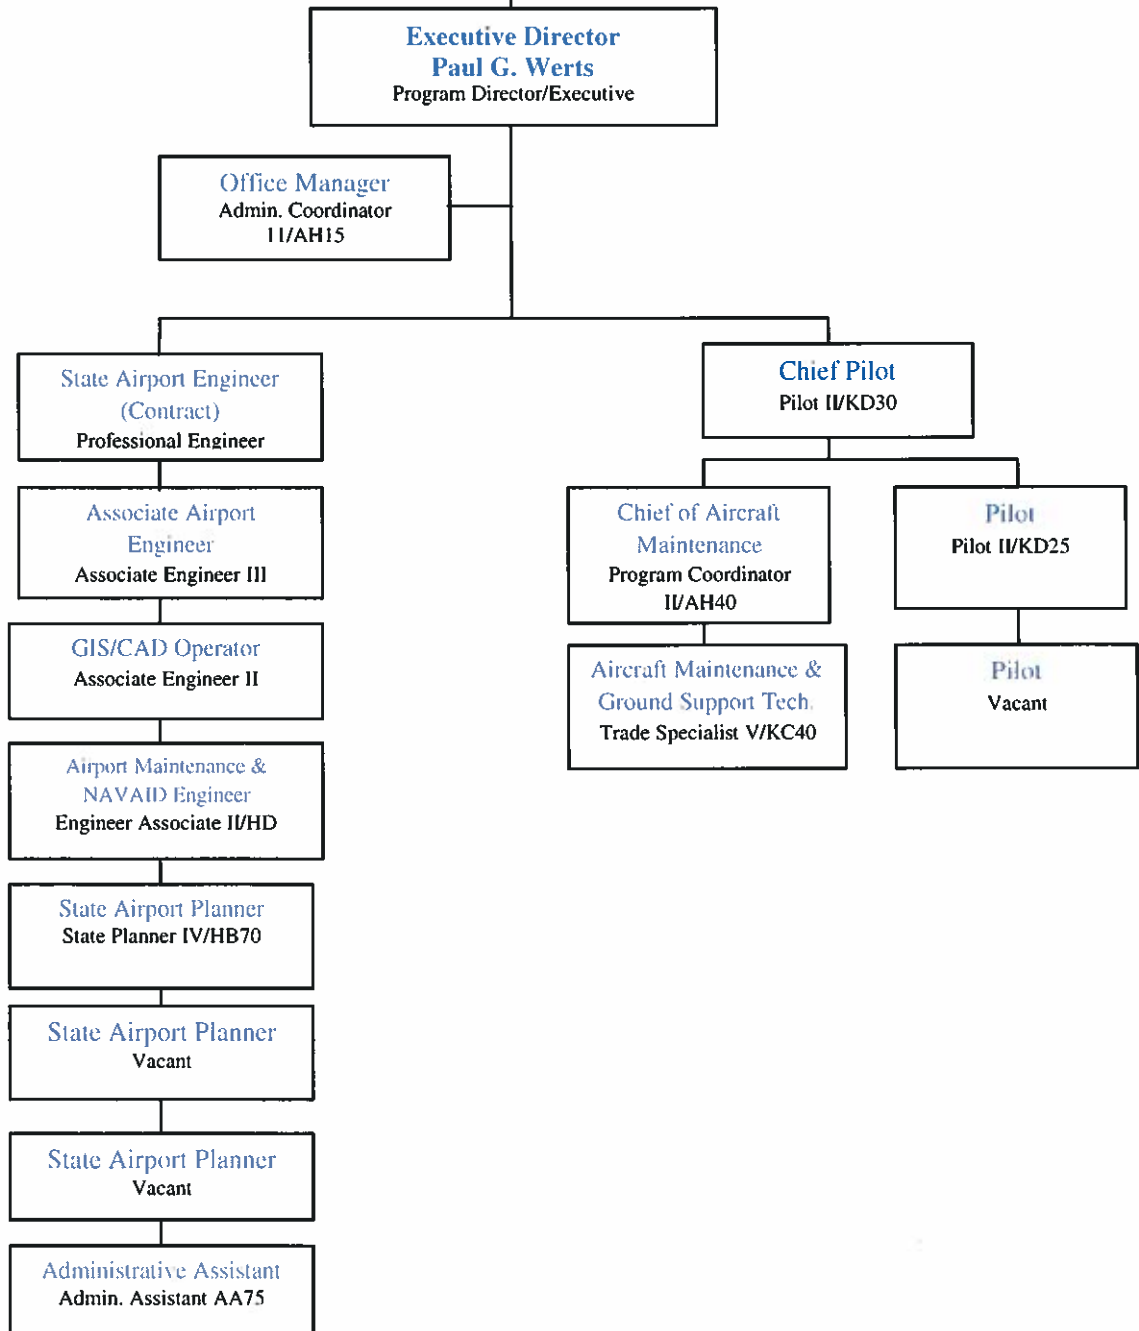 Executive Director
Paul G. Werts
Program Director/Executive
Office Manager
Admin. Coordinator
11/AH15
State Airport Engineer
(Contract)
Professional Engineer
Chief Pilot
Pilot II/KD30
Associate Airport
Engineer
Associate Engineer III
Chief of Aircraft
Maintenance
Program Coordinator
II/AH40
Pilot
Pilot II/KD25
GIS/CAD Operator
Associate Engineer II
Aircraft Maintenance &
Ground Support Tech.
Trade Specialist V/KC40
Pilot
Vacant
Airport Maintenance &
NAVAID Engineer
Engineer Associate II/HD
State Airport Planner
State Planner IV/HB70
State Airport Planner
Vacant
State Airport Planner
Vacant
Administrative Assistant
Admin. Assistant AA75